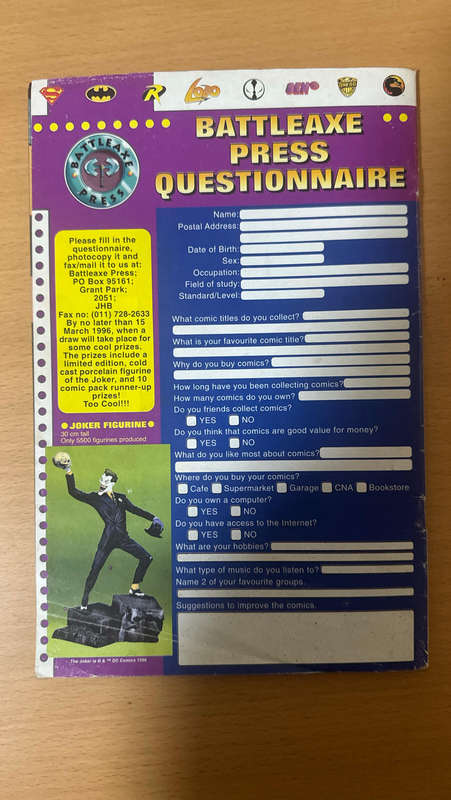 LOBO
BATTLEAXE
PRESS
QUESTIONNAIRE
BATTLEAXE
PRESS
Please fill in the
questionnaire,
photocopy it and
fax/mail it to us at:
Battleaxe Press;
PO Box 95161;
Grant Park;
2051;
JHB
Fax no: (011) 728-2633
By no later than 15
March 1996, when a
draw will take place for
some cool prizes.
The prizes include a
limited edition, cold
cast porcelain figurine
of the Joker, and 10
comic pack runner-up
prizes!
Too Cool!!!
JOKER FIGURINE
30 cm tall
Only 5500 figurines produced
The Joker is ® & ™ DC Comics
Name:
Postal Address:
Date of Birth:
Sex:
Occupation:
Field of study:
Standard/Level:
What comic titles do you collect?
What is your favourite comic title?
Why do you buy comics?
How long have you been collecting comics?
How many comics do you own?
Do you friends collect comics?
YES NO
Do you think that comics are good value for money?
YES NO
What do you like most about comics?
Where do you buy your comics?
Cafe Supermarket Garage CNA Bookstore
Do you own a computer?
YES NO
Do you have access to the Internet?
YES NO
What are your hobbies?
What type of music do you listen to?
Name 2 of your favourite groups.
Suggestions to improve the comics.